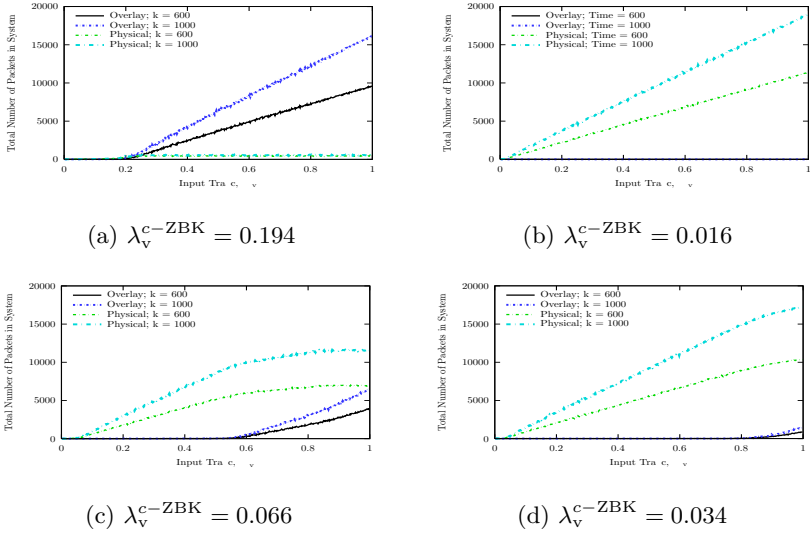 Total Number of Packets in System
20000
15000
10000
5000
0
Overlay; k = 600
Overlay; k = 1000
Physical; k = 600
Physical; k = 1000
0 0.2 0.4 0.6 0.8 1
Input Tra c, v
(a) λ_v^{c−ZBK} = 0.194
Total Number of Packets in System
20000
15000
10000
5000
0
Overlay; Time = 600
Overlay; Time = 1000
Physical; Time = 600
Physical; Time = 1000
0 0.2 0.4 0.6 0.8 1
Input Tra c, v
(b) λ_v^{c−ZBK} = 0.016
Total Number of Packets in System
20000
15000
10000
5000
0
Overlay; k = 600
Overlay; k = 1000
Physical; k = 600
Physical; k = 1000
0 0.2 0.4 0.6 0.8 1
Input Tra c, v
(c) λ_v^{c−ZBK} = 0.066
Total Number of Packets in System
20000
15000
10000
5000
0
Overlay; k = 600
Overlay; k = 1000
Physical; k = 600
Physical; k = 1000
0 0.2 0.4 0.6 0.8 1
Input Tra c, v
(d) λ_v^{c−ZBK} = 0.034